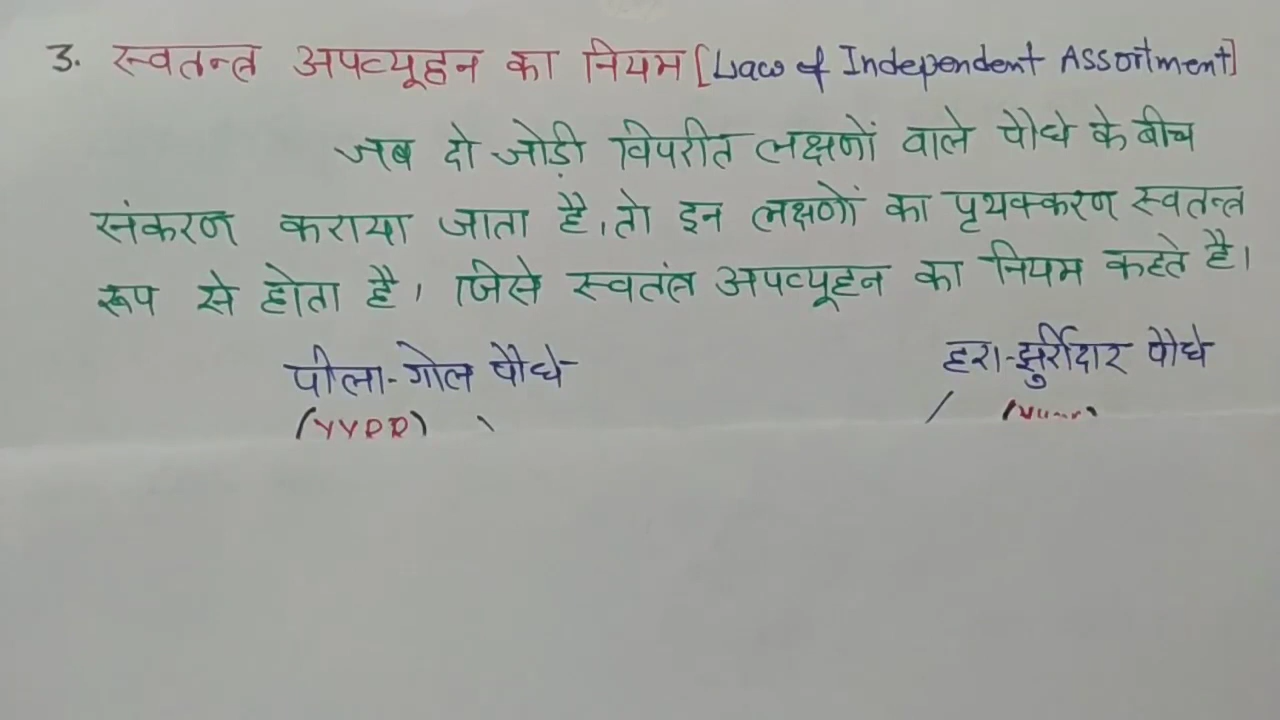 3. स्वतन्त्र अपव्यूहन का नियम [Law of Independent Assortment]
जब दो जोड़ी विपरीत लक्षणों वाले पौधे के बीच
संकरण कराया जाता है, तो इन लक्षणों का पृथक्करण स्वतन्त्र
रूप से होता है। जिसे स्वतंत्र अपव्यूहन का नियम कहते है।
पीला-गोल पौधे हरा-झुर्रीदार पौधे
(YYRR)